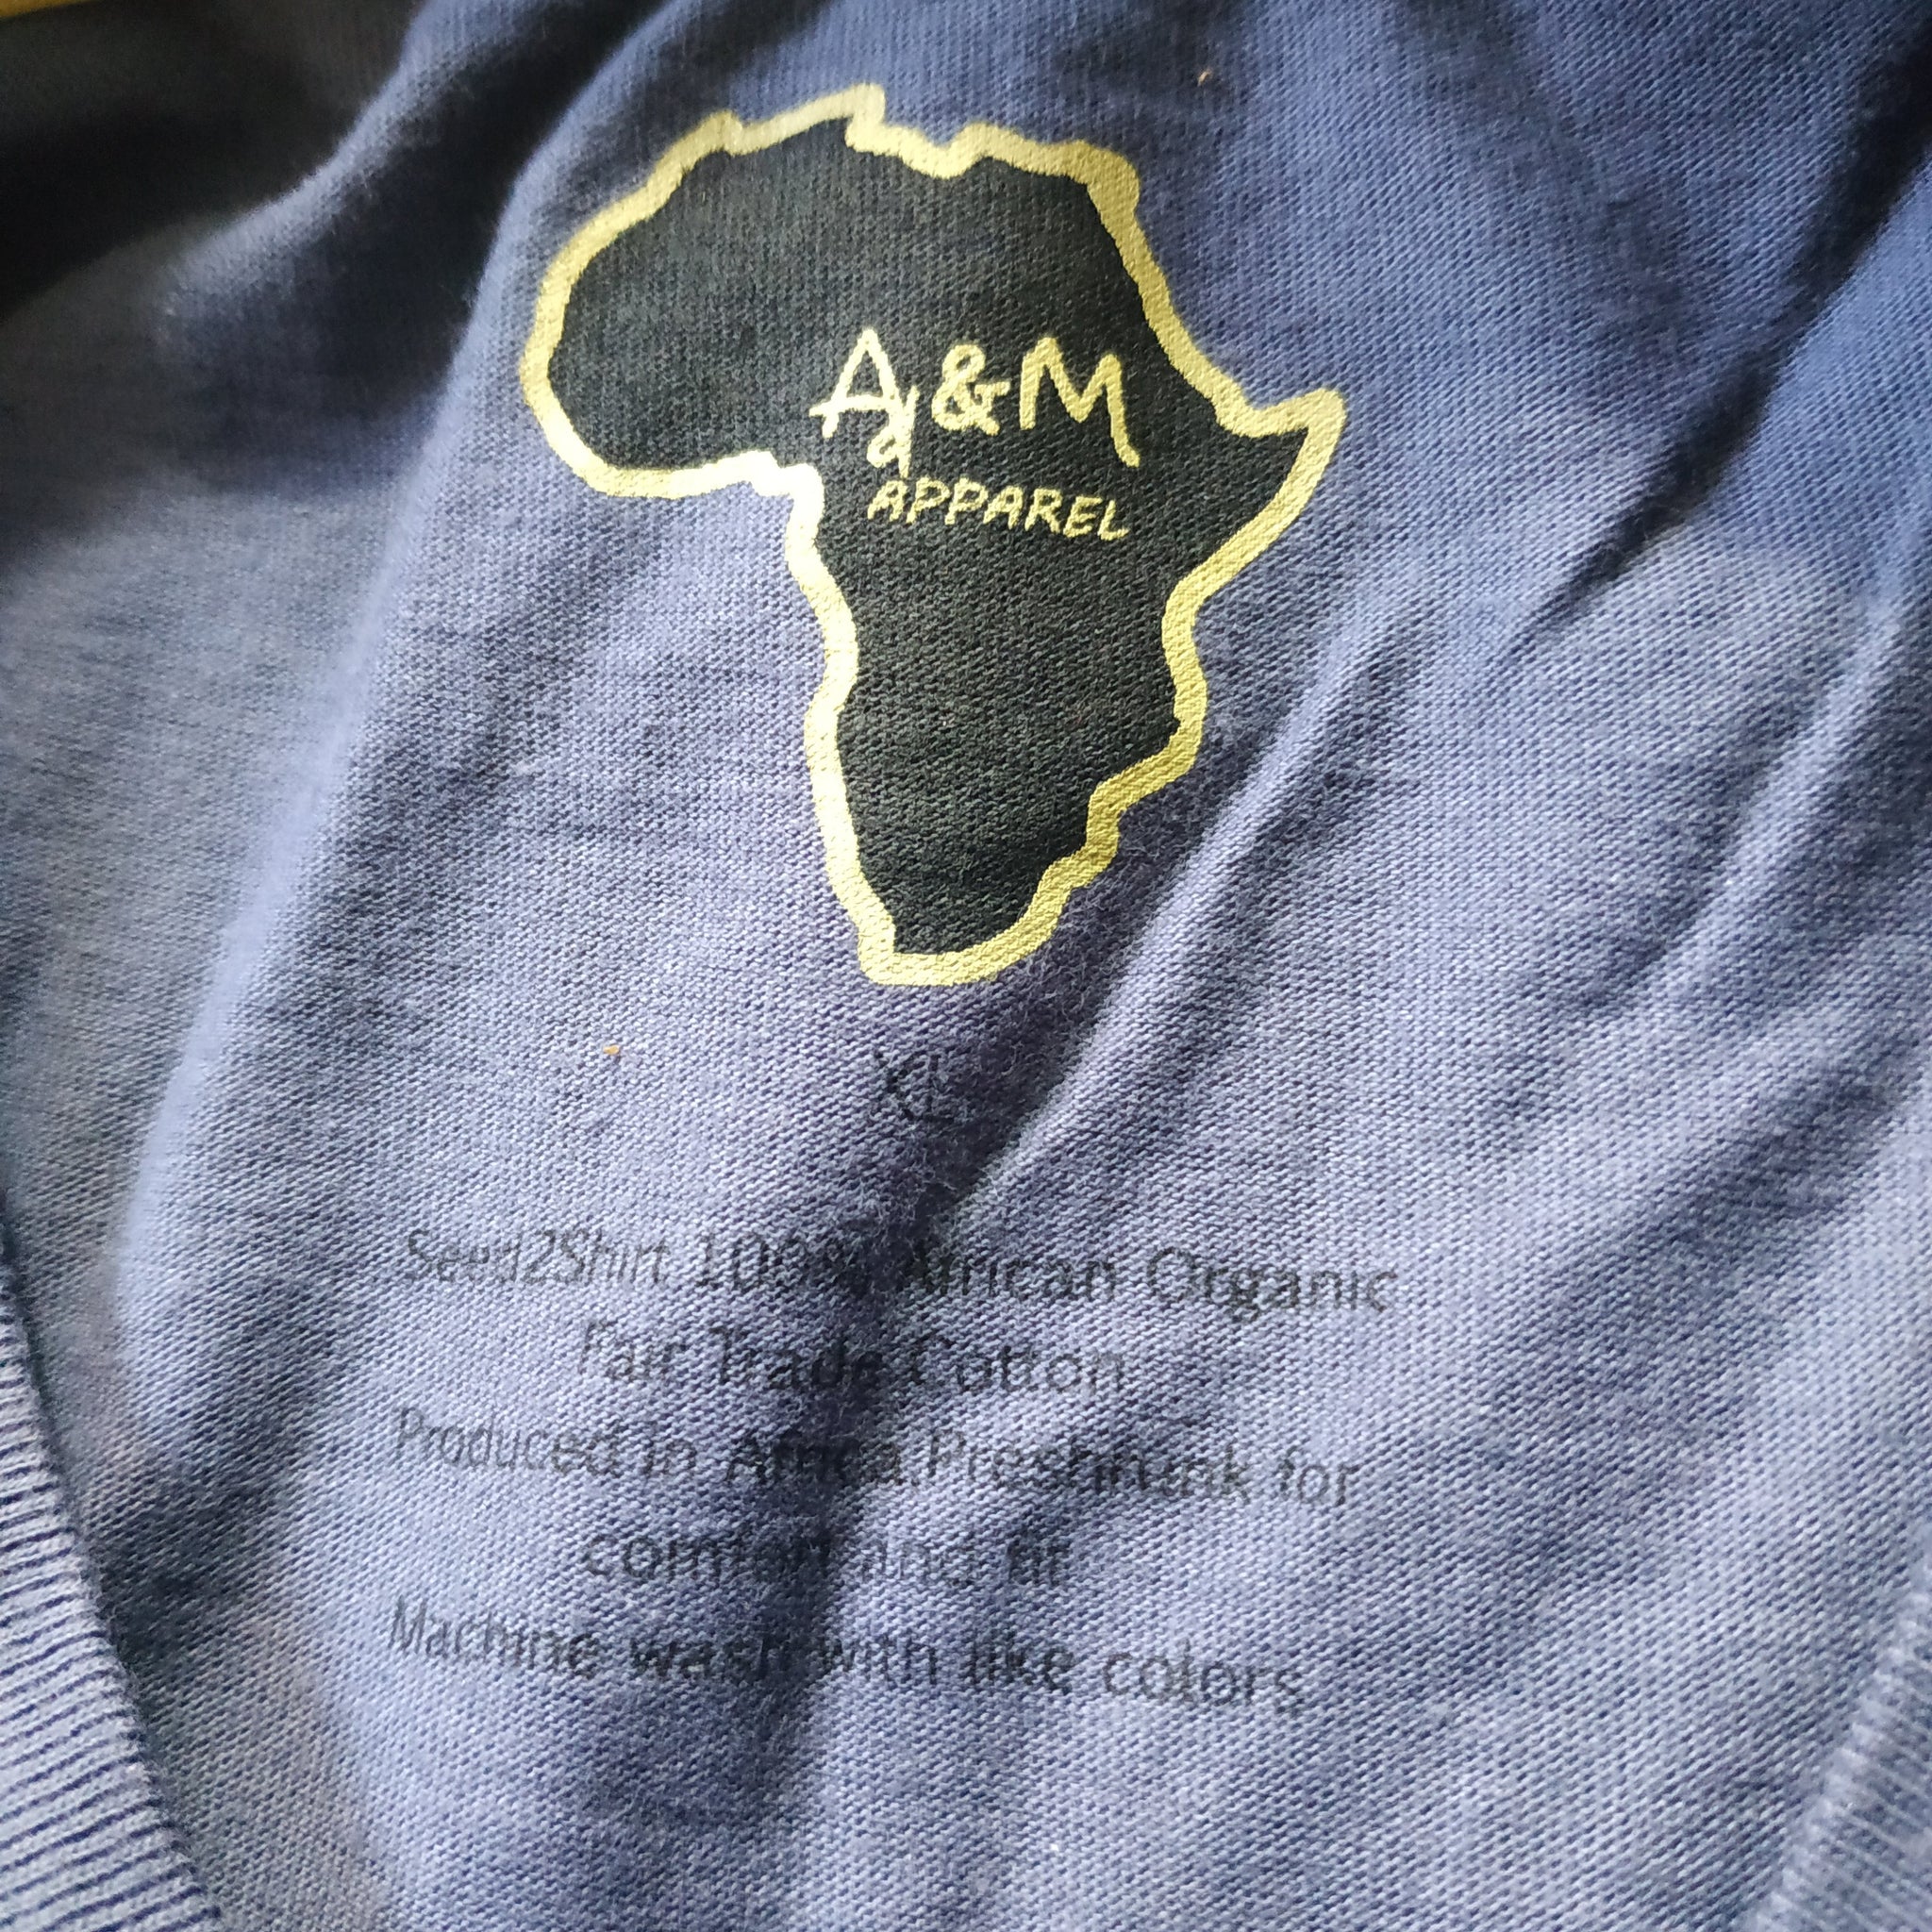 Aj&M
APPAREL
XL
Seed2Shirt 100% African Organic
Fair Trade Cotton
Produced in Africa. Preshrunk for
comfort and fit
Machine wash with like colors